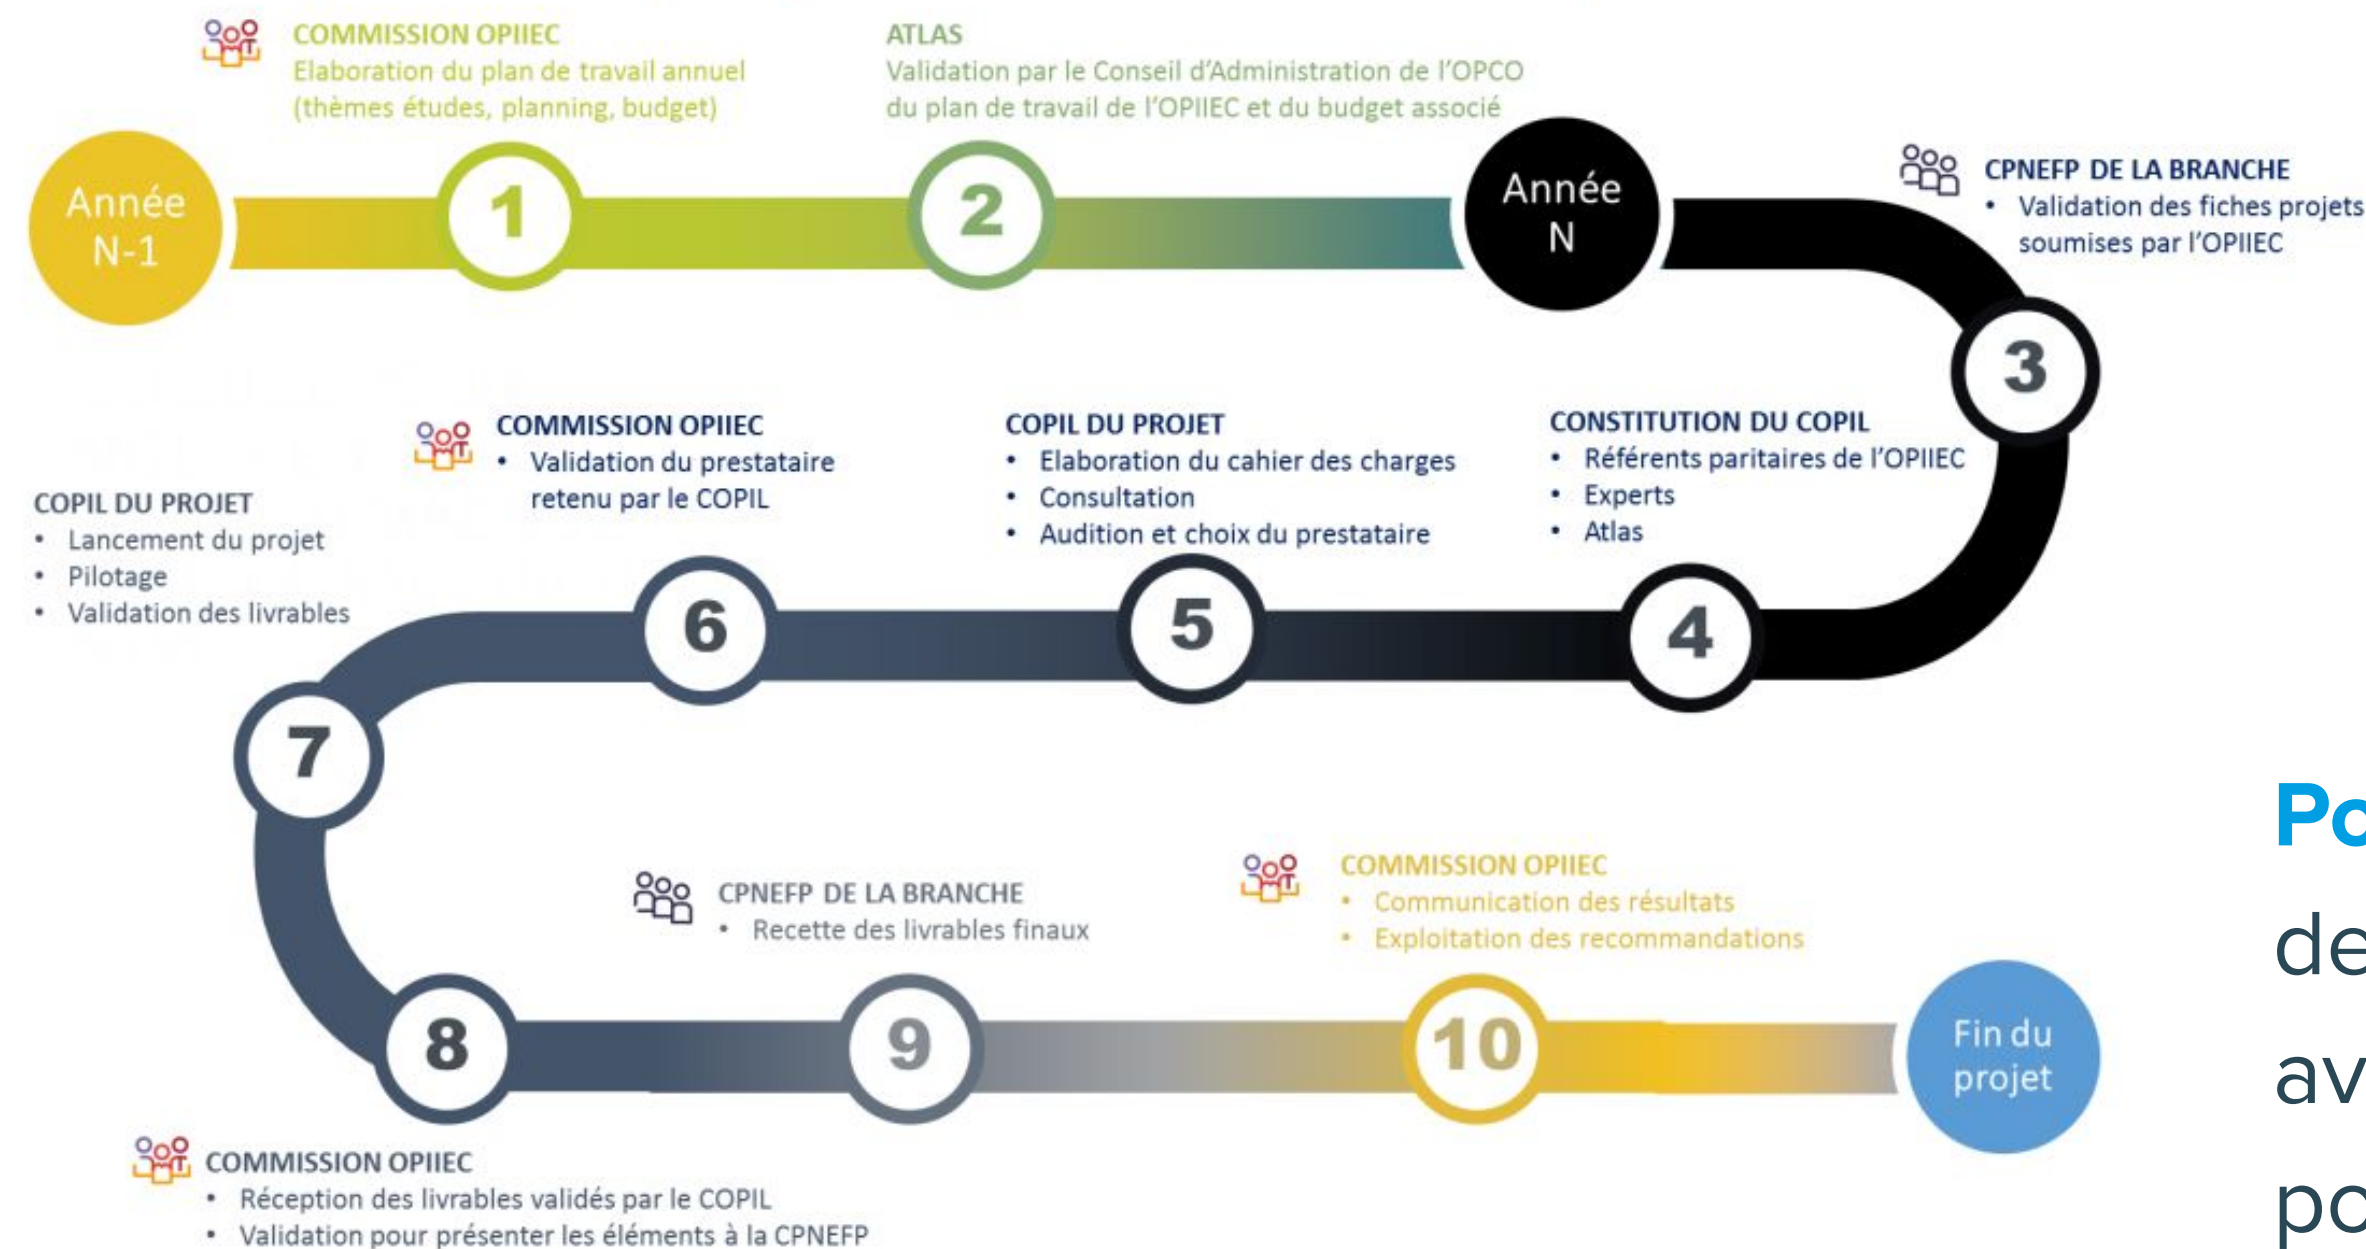 COMMISSION OPIIEC
Elaboration du plan de travail annuel
(thèmes études, planning, budget)
ATLAS
Validation par le Conseil d'Administration de l'OPCO
du plan de travail de l'OPIIEC et du budget associé
Année
N-1
1
2
Année
N
CPNEFP DE LA BRANCHE
• Validation des fiches projets
soumises par l'OPIIEC
3
CONSTITUTION DU COPIL
• Référents paritaires de l'OPIIEC
• Experts
• Atlas
4
COPIL DU PROJET
• Elaboration du cahier des charges
• Consultation
• Audition et choix du prestataire
5
COMMISSION OPIIEC
• Validation du prestataire
retenu par le COPIL
6
COPIL DU PROJET
• Lancement du projet
• Pilotage
• Validation des livrables
7
8
COMMISSION OPIIEC
• Réception des livrables validés par le COPIL
• Validation pour présenter les éléments à la CPNEFP
CPNEFP DE LA BRANCHE
• Recette des livrables finaux
9
COMMISSION OPIIEC
• Communication des résultats
• Exploitation des recommandations
10
Fin du
projet